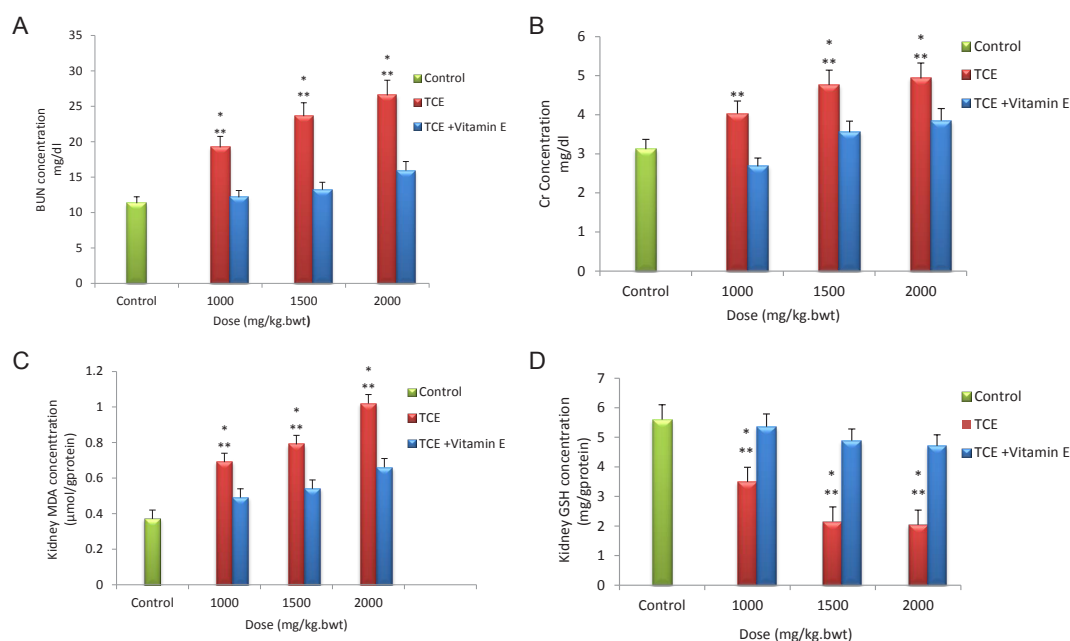 A
BUN concentration
mg/dl
35
30
25
20
15
10
5
0
*
**
*
**
*
**
Control
TCE
TCE +Vitamin E
Control
1000
1500
2000
Dose (mg/kg.bwt)
B
Cr Concentration
mg/dl
6
5
4
3
2
1
0
**
*
**
*
**
Control
TCE
TCE +Vitamin E
Control
1000
1500
2000
Dose (mg/kg.bwt)
C
Kidney MDA concentration
(µmol/gprotein)
1.2
1
0.8
0.6
0.4
0.2
0
*
**
*
**
*
**
Control
TCE
TCE +Vitamin E
Control
1000
1500
2000
Dose (mg/kg.bwt)
D
Kidney GSH concentration
(mg/gprotein)
7
6
5
4
3
2
1
0
*
**
*
**
*
**
Control
TCE
TCE +Vitamin E
Control
1000
1500
2000
Dose (mg/kg.bwt)